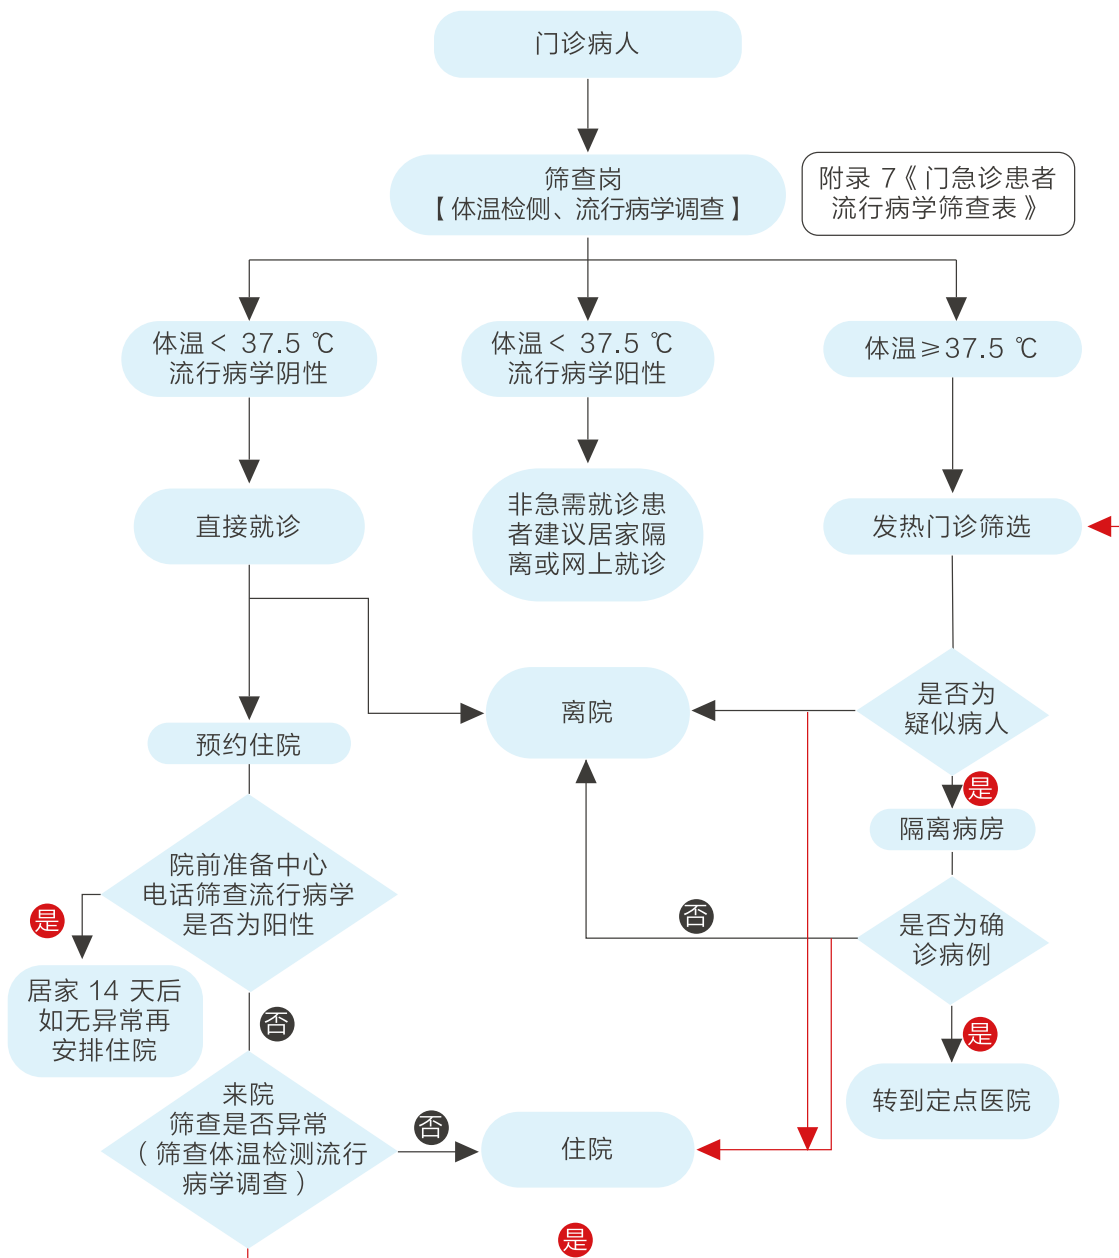 门诊病人
筛查岗
【体温检侧、流行病学调查】
附录 7《门急诊患者
流行病学筛查表》
体温＜ 37.5 ℃
流行病学阴性
体温＜ 37.5 ℃
流行病学阳性
体温≥37.5 ℃
直接就诊
非急需就诊患
者建议居家隔
离或网上就诊
发热门诊筛选
离院
是否为
疑似病人
预约住院
是
隔离病房
院前准备中心
电话筛查流行病学
是否为阳性
是
否
是否为确
诊病例
居家 14 天后
如无异常再
安排住院
否
是
转到定点医院
来院
筛查是否异常
（筛查体温检测流行
病学调查）
否
住院
是